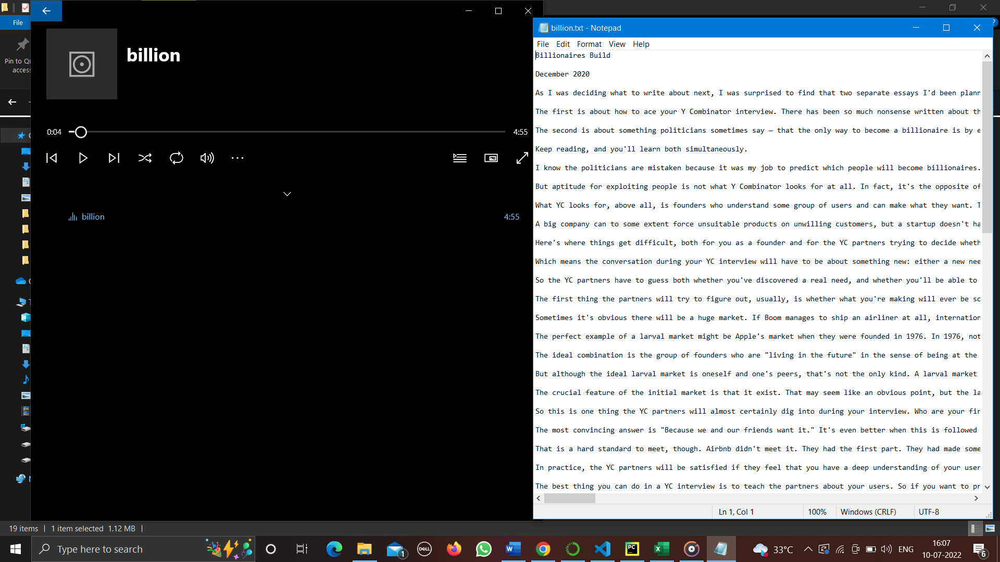 File
Pin to Qu
access
billion
0:04
4:55
billion
4:55
billion.txt - Notepad
File Edit Format View Help
Billionaires Build
December 2020
As I was deciding what to write about next, I was surprised to find that two separate essays I'd been plann
The first is about how to ace your Y Combinator interview. There has been so much nonsense written about th
The second is about something politicians sometimes say — that the only way to become a billionaire is by e
Keep reading, and you'll learn both simultaneously.
I know the politicians are mistaken because it was my job to predict which people will become billionaires.
But aptitude for exploiting people is not what Y Combinator looks for at all. In fact, it's the opposite of
What YC looks for, above all, is founders who understand some group of users and can make what they want. T
A big company can to some extent force unsuitable products on unwilling customers, but a startup doesn't ha
Here's where things get difficult, both for you as a founder and for the YC partners trying to decide wheth
Which means the conversation during your YC interview will have to be about something new: either a new nee
So the YC partners have to guess both whether you've discovered a real need, and whether you'll be able to
The first thing the partners will try to figure out, usually, is whether what you're making will ever be so
Sometimes it's obvious there will be a huge market. If Boom manages to ship an airliner at all, internation
The perfect example of a larval market might be Apple's market when they were founded in 1976. In 1976, not
The ideal combination is the group of founders who are "living in the future" in the sense of being at the
But although the ideal larval market is oneself and one's peers, that's not the only kind. A larval market
The crucial feature of the initial market is that it exist. That may seem like an obvious point, but the la
So this is one thing the YC partners will almost certainly dig into during your interview. Who are your fir
The most convincing answer is "Because we and our friends want it." It's even better when this is followed
That is a hard standard to meet, though. Airbnb didn't meet it. They had the first part. They had made some
In practice, the YC partners will be satisfied if they feel that you have a deep understanding of your user
The best thing you can do in a YC interview is to teach the partners about your users. So if you want to pr
Ln 1, Col 1 100% Windows (CRLF) UTF-8
19 items 1 item selected 1.12 MB
Type here to search
1
DELL
W
PC
X
33°C
ENG
16:07
10-07-2022
6